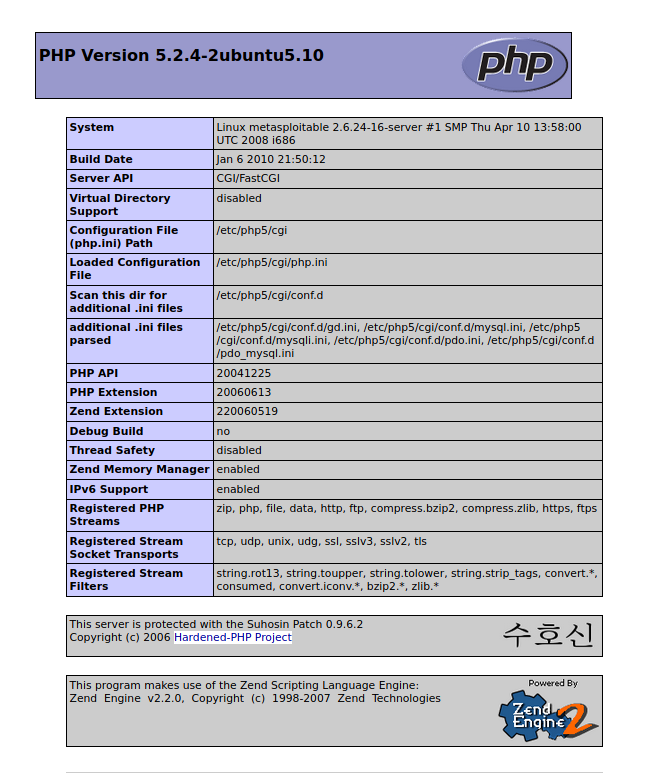 PHP Version 5.2.4-2ubuntu5.10
php
System
Linux metasploitable 2.6.24-16-server #1 SMP Thu Apr 10 13:58:00
UTC 2008 i686
Build Date
Jan 6 2010 21:50:12
Server API
CGI/FastCGI
Virtual Directory
Support
disabled
Configuration File
(php.ini) Path
/etc/php5/cgi
Loaded Configuration
File
/etc/php5/cgi/php.ini
Scan this dir for
additional .ini files
/etc/php5/cgi/conf.d
additional .ini files
parsed
/etc/php5/cgi/conf.d/gd.ini, /etc/php5/cgi/conf.d/mysql.ini, /etc/php5
/cgi/conf.d/mysqli.ini, /etc/php5/cgi/conf.d/pdo.ini, /etc/php5/cgi/conf.d
/pdo_mysql.ini
PHP API
20041225
PHP Extension
20060613
Zend Extension
220060519
Debug Build
no
Thread Safety
disabled
Zend Memory Manager
enabled
IPv6 Support
enabled
Registered PHP
Streams
zip, php, file, data, http, ftp, compress.bzip2, compress.zlib, https, ftps
Registered Stream
Socket Transports
tcp, udp, unix, udg, ssl, sslv3, sslv2, tls
Registered Stream
Filters
string.rot13, string.toupper, string.tolower, string.strip_tags, convert.*,
consumed, convert.iconv.*, bzip2.*, zlib.*
This server is protected with the Suhosin Patch 0.9.6.2
Copyright (c) 2006 Hardened-PHP Project
수호신
This program makes use of the Zend Scripting Language Engine:
Zend Engine v2.2.0, Copyright (c) 1998-2007 Zend Technologies
Powered By
Zend
Engine 2